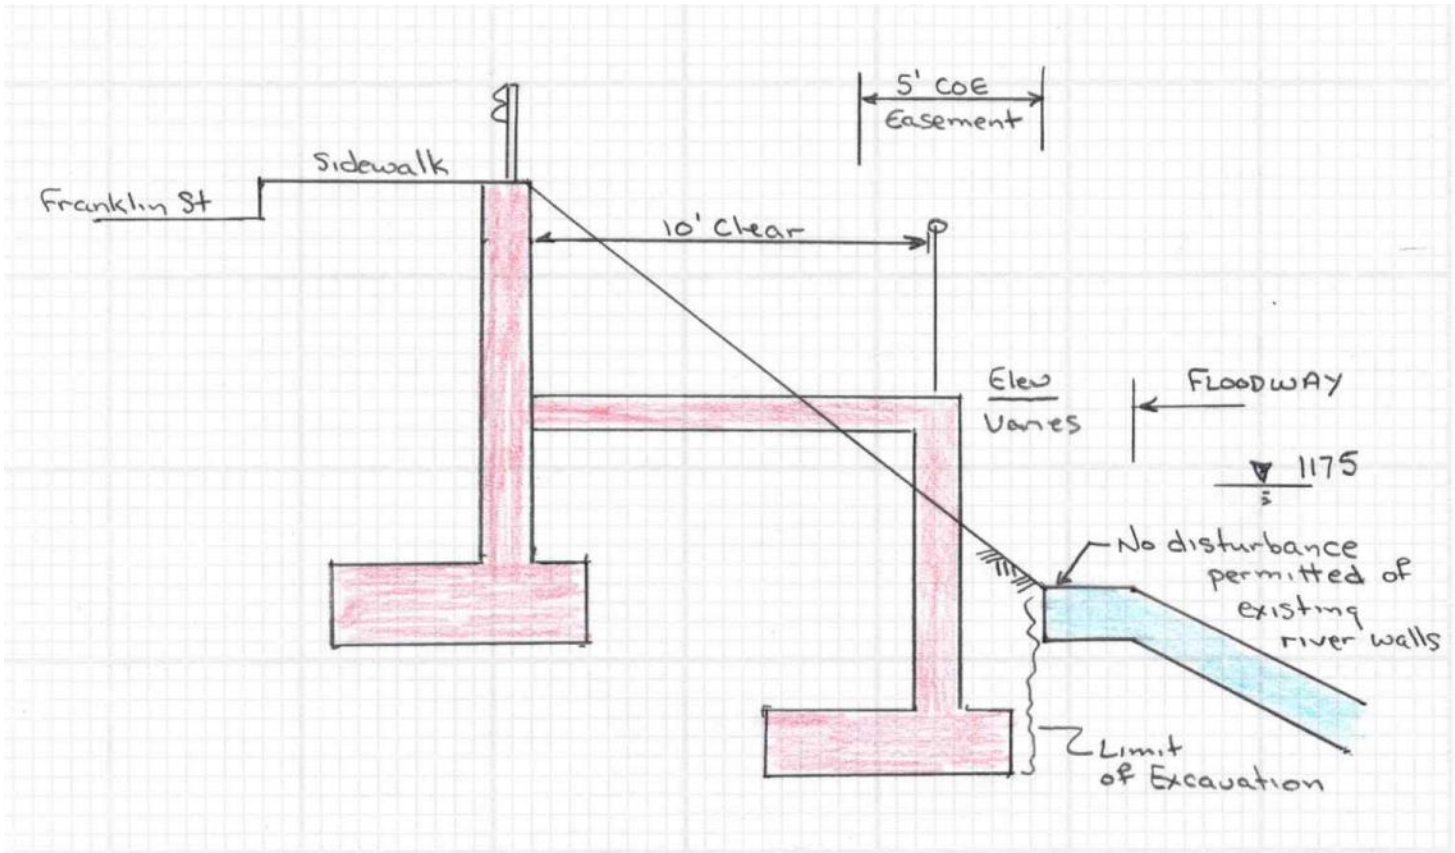 5' COE
Easement
Sidewalk
Franklin St
10' Clear
Elev
Varies
FLOODWAY
1175
No disturbance
permitted of
existing
river walls
Limit
of Excavation